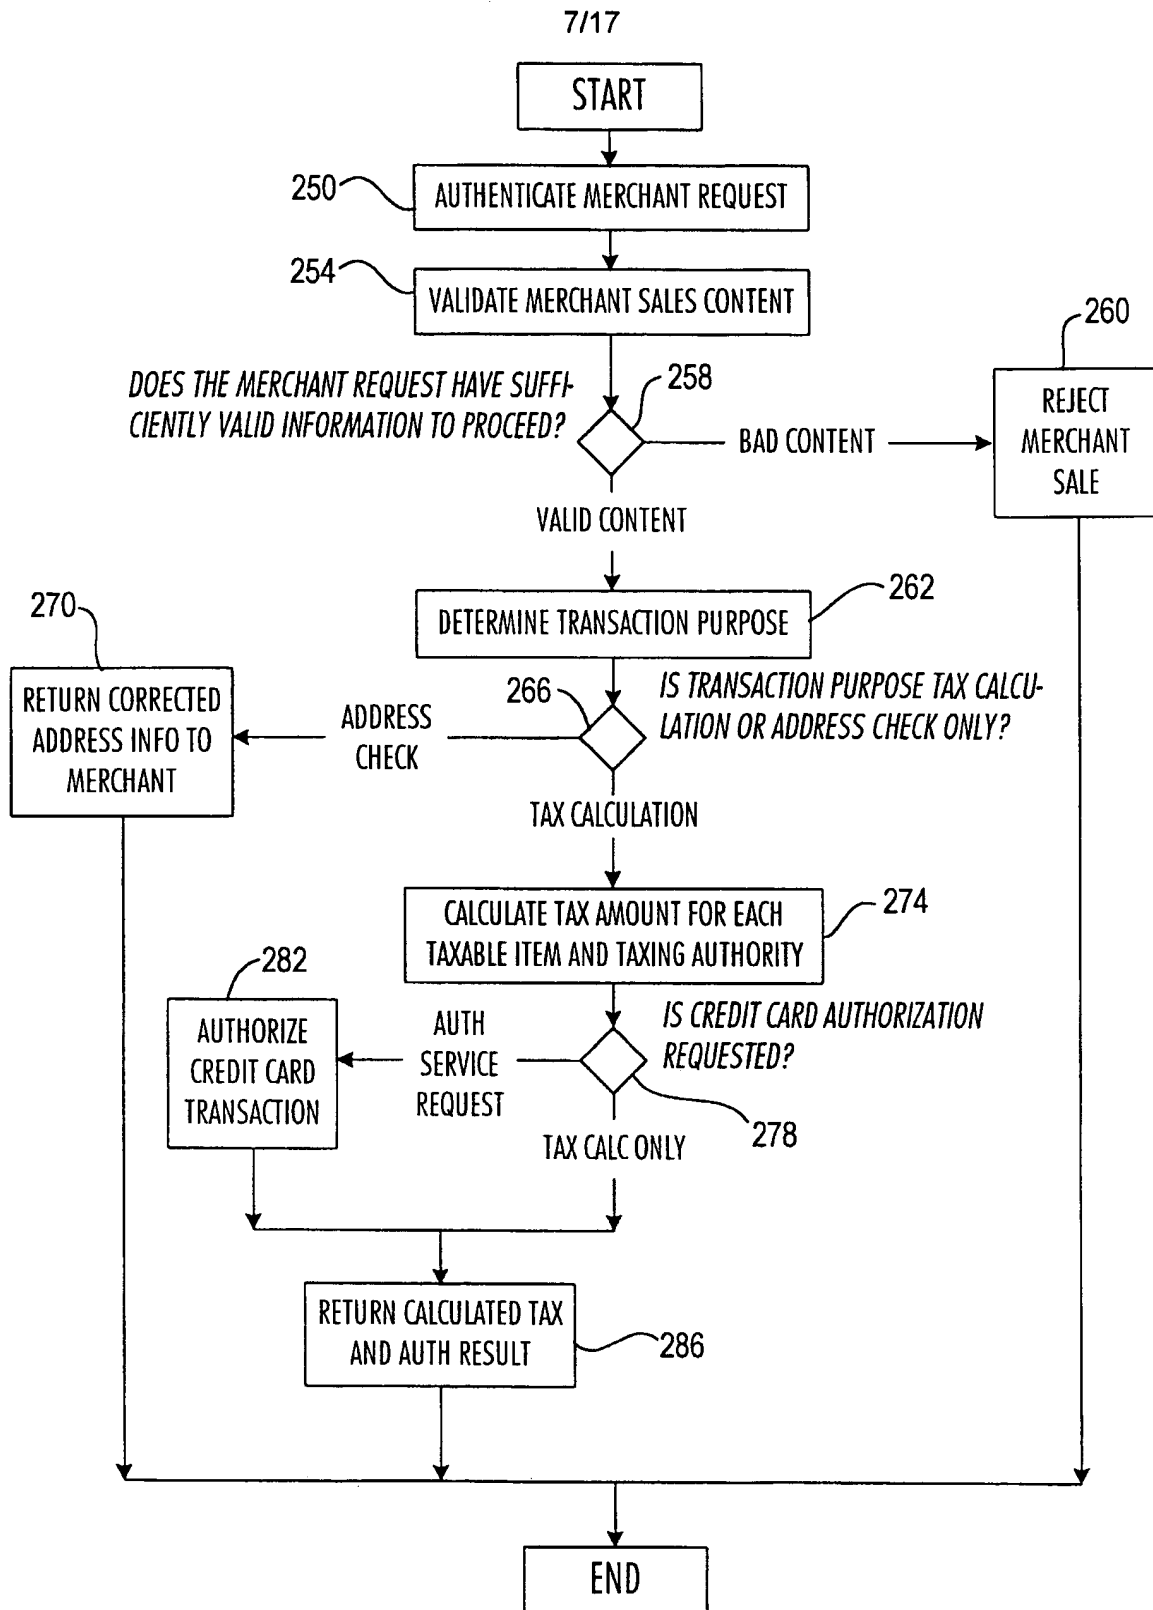 7/17
START
250
AUTHENTICATE MERCHANT REQUEST
254
VALIDATE MERCHANT SALES CONTENT
260
DOES THE MERCHANT REQUEST HAVE SUFFI-
CIENTLY VALID INFORMATION TO PROCEED?
258
BAD CONTENT
REJECT
MERCHANT
SALE
VALID CONTENT
262
DETERMINE TRANSACTION PURPOSE
270
RETURN CORRECTED
ADDRESS INFO TO
MERCHANT
ADDRESS
CHECK
266
IS TRANSACTION PURPOSE TAX CALCU-
LATION OR ADDRESS CHECK ONLY?
TAX CALCULATION
CALCULATE TAX AMOUNT FOR EACH
TAXABLE ITEM AND TAXING AUTHORITY
274
282
AUTHORIZE
CREDIT CARD
TRANSACTION
AUTH
SERVICE
REQUEST
IS CREDIT CARD AUTHORIZATION
REQUESTED?
278
TAX CALC ONLY
RETURN CALCULATED TAX
AND AUTH RESULT
286
END